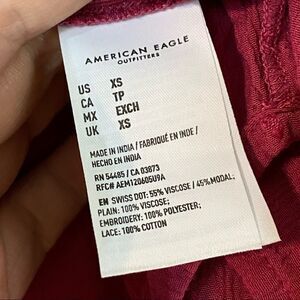 AMERICAN EAGLE
OUTFITTERS
US XS
CA TP
MX EXCH
UK XS
MADE IN INDIA / FABRIQUÉ EN INDE /
HECHO EN INDIA
RN 54485 / CA 03873
RFC# AEM120605U9A
EN SWISS DOT: 55% VISCOSE / 45% MODAL;
PLAIN: 100% VISCOSE;
EMBROIDERY: 100% POLYESTER;
LACE: 100% COTTON